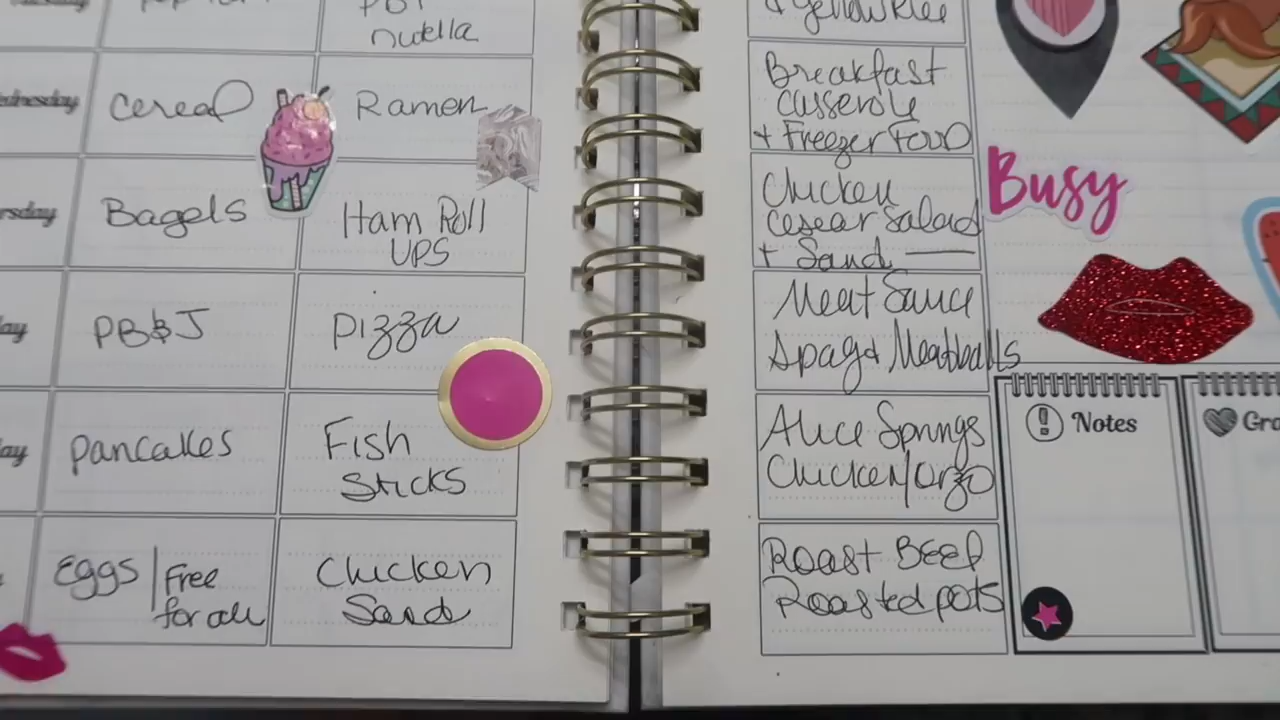 nutella
cereal
Ramen
Bagels
Ham Roll
UPS
PB&J
Pizza
pancakes
Fish
Sticks
Eggs
Free
for all
Chicken
Sand
+ yellow rice
Breakfast
casserole
+ Freezer Food
Chicken
cesear salad
+ Sand
Meat Sauce
Spag & Meatballs
Alice Springs
Chicken/orzo
Roast Beef
Roasted pots
Busy
Notes